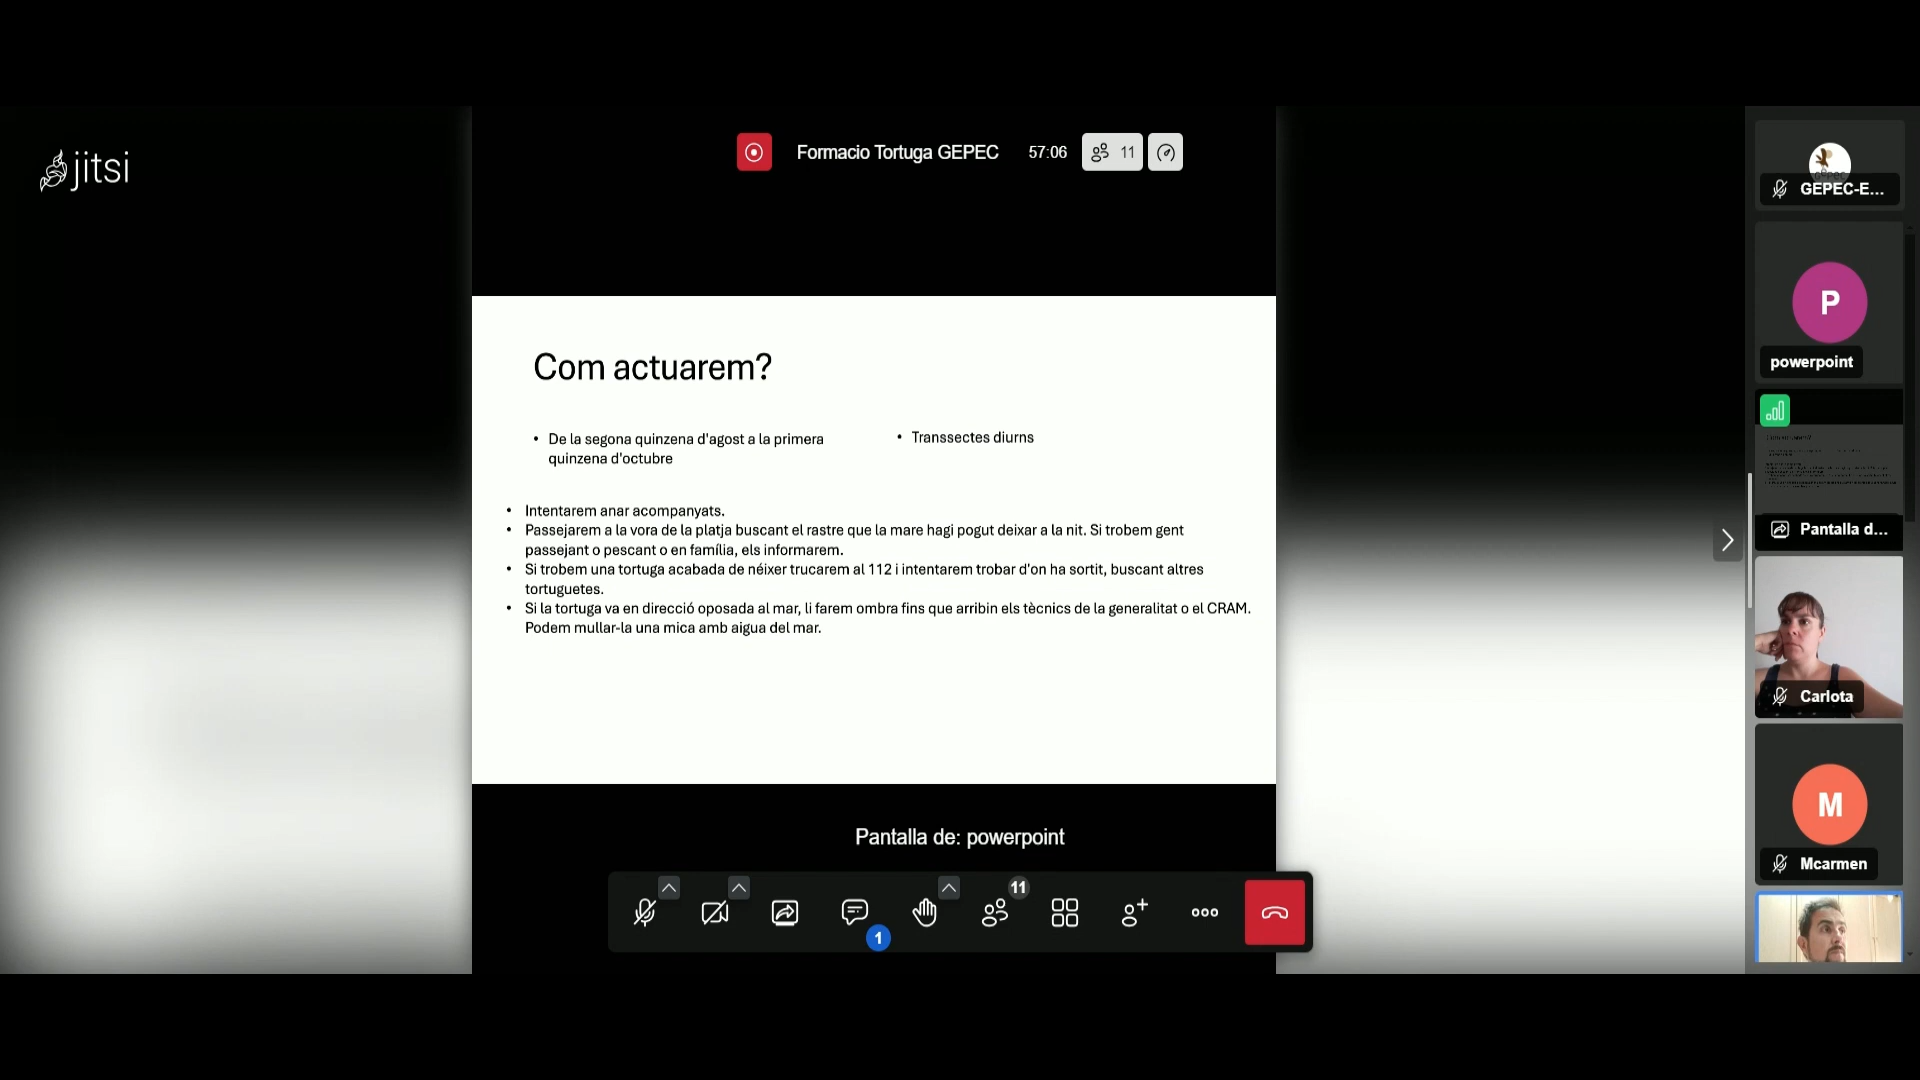 jitsi
Formacio Tortuga GEPEC
57:06
11
Com actuarem?
• De la segona quinzena d'agost a la primera
quinzena d'octubre
• Transsectes diurns
• Intentarem anar acompanyats.
• Passejarem a la vora de la platja buscant el rastre que la mare hagi pogut deixar a la nit. Si trobem gent
passejant o pescant o en família, els informarem.
• Si trobem una tortuga acabada de néixer trucarem al 112 i intentarem trobar d'on ha sortit, buscant altres
tortuguetes.
• Si la tortuga va en direcció oposada al mar, li farem ombra fins que arribin els tècnics de la generalitat o el CRAM.
Podem mullar-la una mica amb aigua del mar.
Pantalla de: powerpoint
11
1
GEPEC-E...
P
powerpoint
Pantalla d...
Carlota
M
Mcarmen